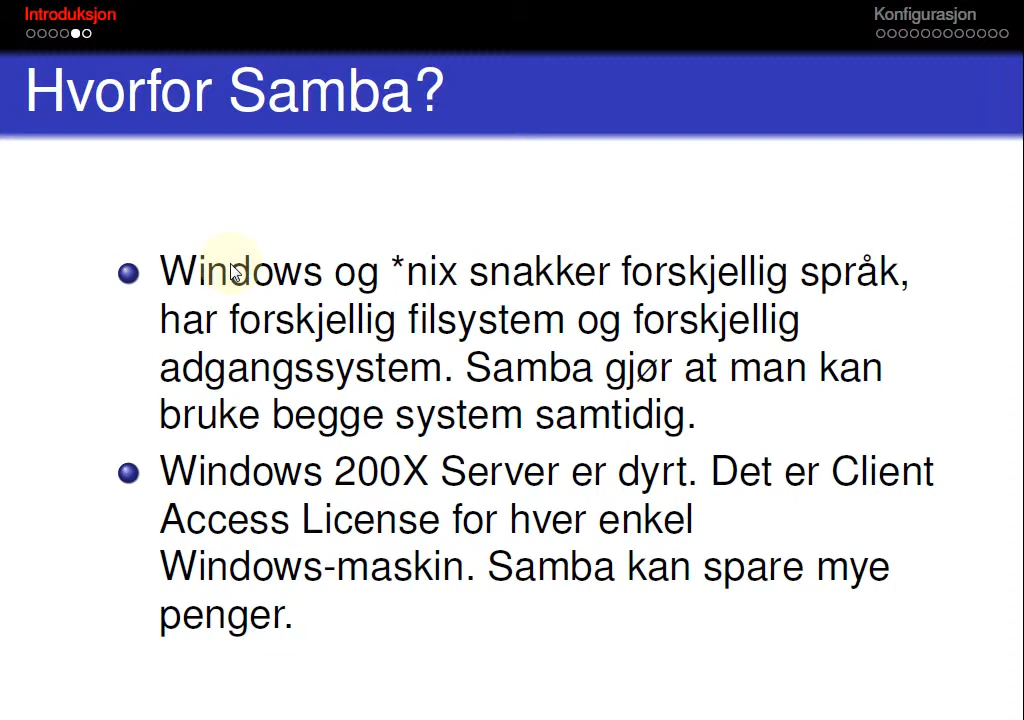 Introduksjon
Konfigurasjon
Hvorfor Samba?
Windows og *nix snakker forskjellig språk,
har forskjellig filsystem og forskjellig
adgangssystem. Samba gjør at man kan
bruke begge system samtidig.
Windows 200X Server er dyrt. Det er Client
Access License for hver enkel
Windows-maskin. Samba kan spare mye
penger.